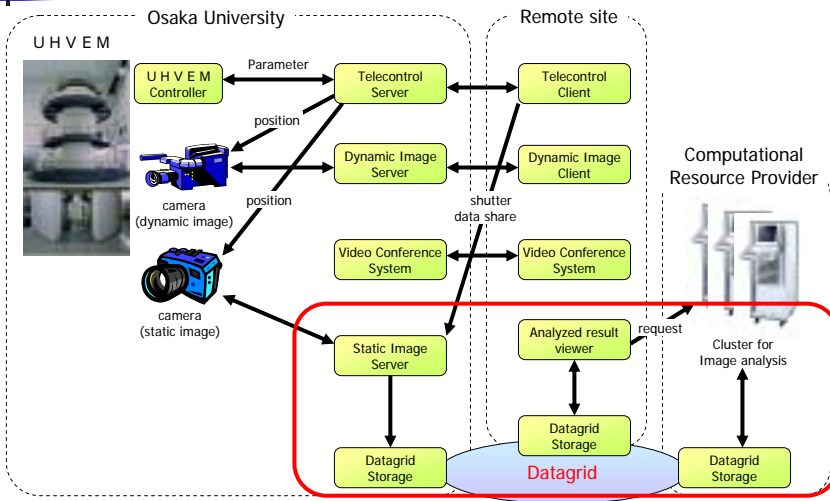 Osaka University
Remote site
U H V E M
U H V E M
Controller
Parameter
Telecontrol
Server
Telecontrol
Client
position
Dynamic Image
Server
Dynamic Image
Client
Computational
Resource Provider
camera
(dynamic image)
position
shutter
data share
Video Conference
System
Video Conference
System
camera
(static image)
Static Image
Server
Analyzed result
viewer
request
Cluster for
Image analysis
Datagrid
Storage
Datagrid
Storage
Datagrid
Datagrid
Storage